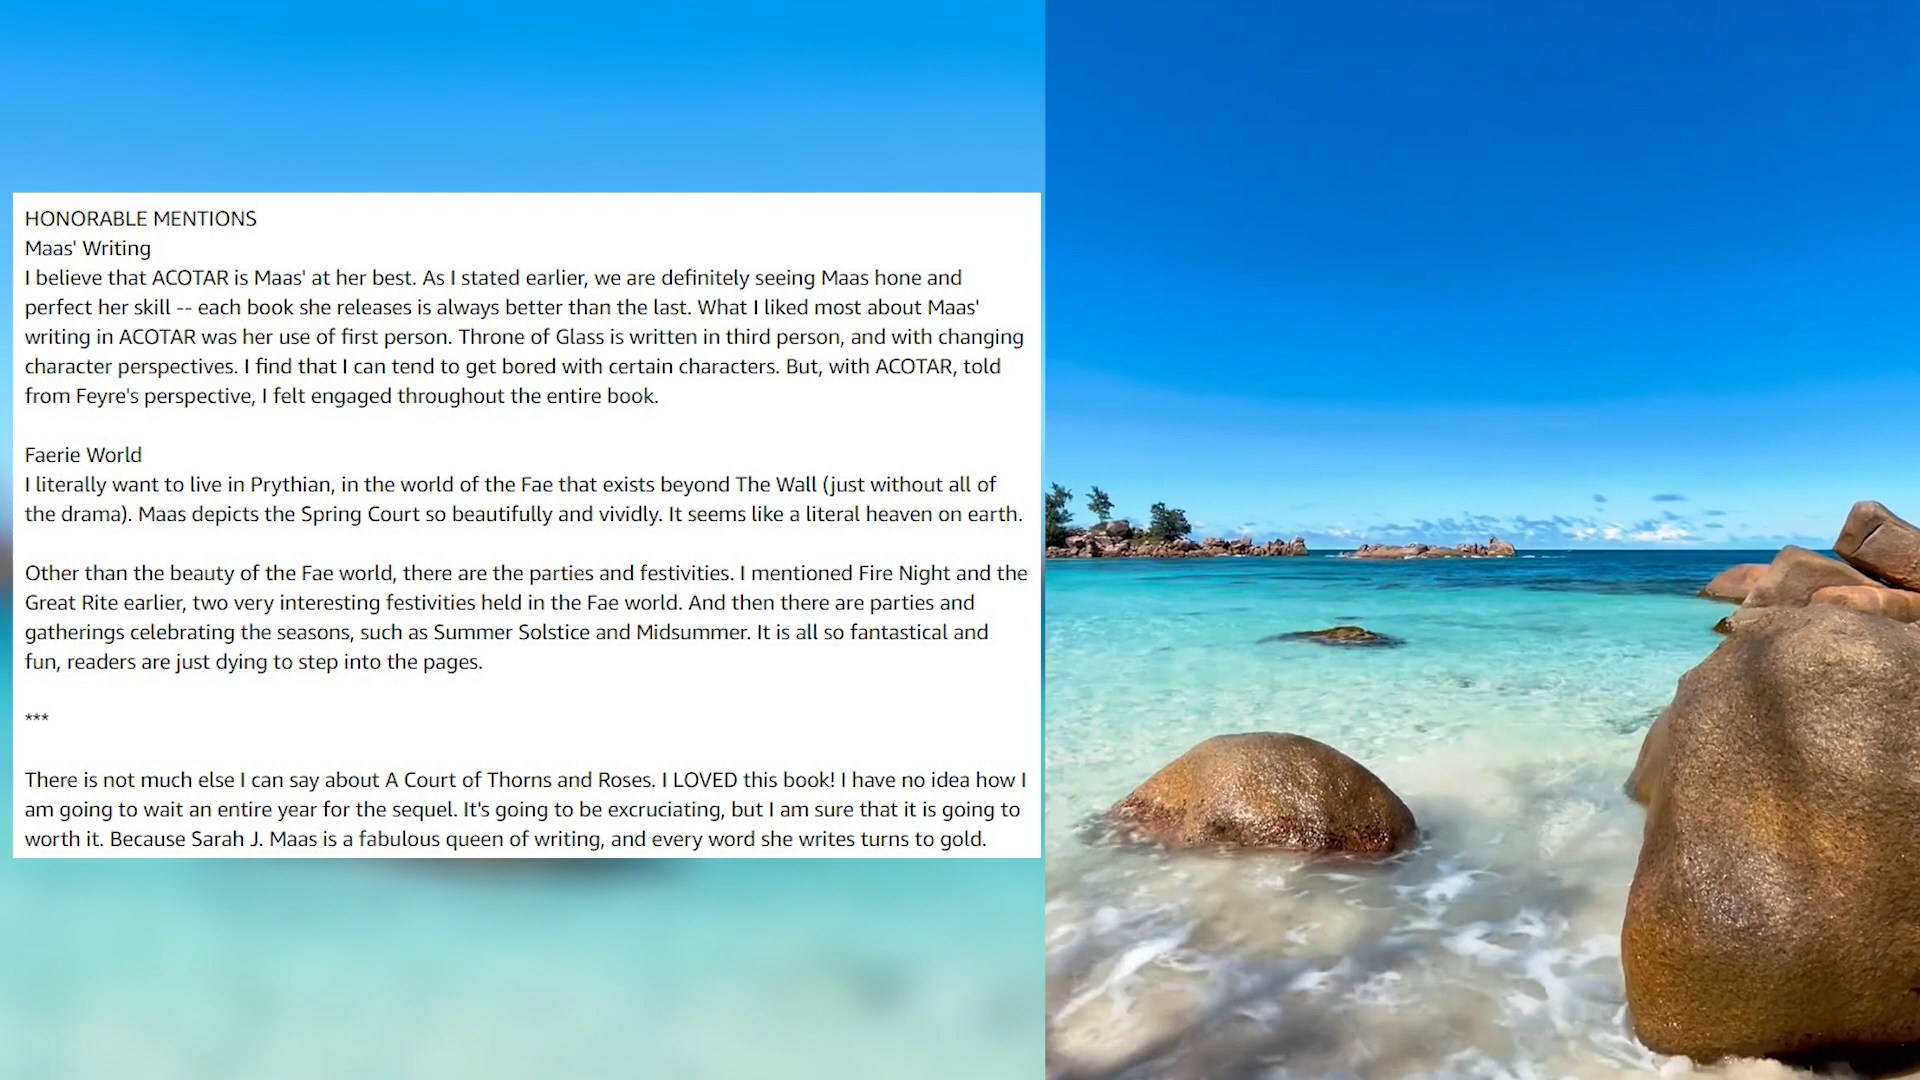 HONORABLE MENTIONS
Maas' Writing
I believe that ACOTAR is Maas' at her best. As I stated earlier, we are definitely seeing Maas hone and
perfect her skill -- each book she releases is always better than the last. What I liked most about Maas'
writing in ACOTAR was her use of first person. Throne of Glass is written in third person, and with changing
character perspectives. I find that I can tend to get bored with certain characters. But, with ACOTAR, told
from Feyre's perspective, I felt engaged throughout the entire book.
Faerie World
I literally want to live in Prythian, in the world of the Fae that exists beyond The Wall (just without all of
the drama). Maas depicts the Spring Court so beautifully and vividly. It seems like a literal heaven on earth.
Other than the beauty of the Fae world, there are the parties and festivities. I mentioned Fire Night and the
Great Rite earlier, two very interesting festivities held in the Fae world. And then there are parties and
gatherings celebrating the seasons, such as Summer Solstice and Midsummer. It is all so fantastical and
fun, readers are just dying to step into the pages.
***
There is not much else I can say about A Court of Thorns and Roses. I LOVED this book! I have no idea how I
am going to wait an entire year for the sequel. It's going to be excruciating, but I am sure that it is going to
worth it. Because Sarah J. Maas is a fabulous queen of writing, and every word she writes turns to gold.